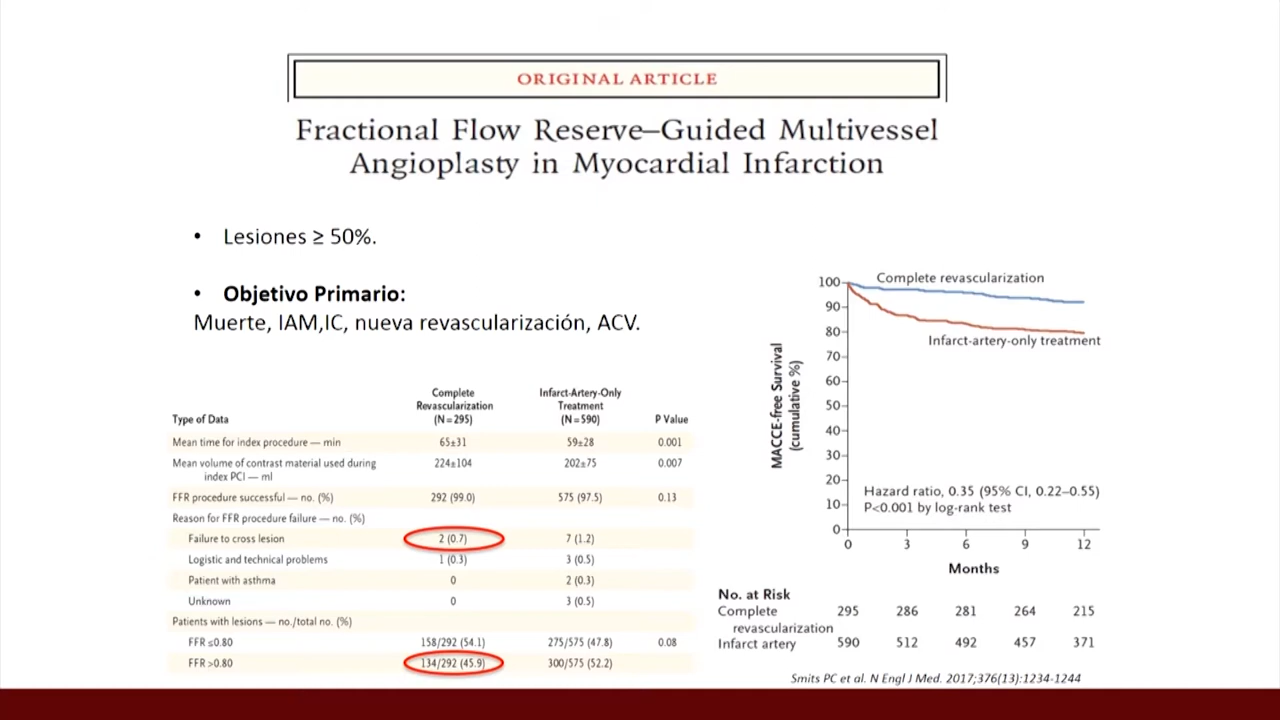 ORIGINAL ARTICLE
Fractional Flow Reserve–Guided Multivessel
Angioplasty in Myocardial Infarction
• Lesiones ≥ 50%.
• Objetivo Primario:
Muerte, IAM,IC, nueva revascularización, ACV.
Type of Data
Complete
Revascularization
(N=295)
Infarct-Artery-Only
Treatment
(N=590)
P Value
Mean time for index procedure — min 65±31 59±28 0.001
Mean volume of contrast material used during
index PCI — ml 224±104 202±75 0.007
FFR procedure successful — no. (%) 292 (99.0) 575 (97.5) 0.13
Reason for FFR procedure failure — no. (%)
Failure to cross lesion 2 (0.7) 7 (1.2)
Logistic and technical problems 1 (0.3) 3 (0.5)
Patient with asthma 0 2 (0.3)
Unknown 0 3 (0.5)
Patients with lesions — no./total no. (%)
FFR ≤0.80 158/292 (54.1) 275/575 (47.8) 0.08
FFR >0.80 134/292 (45.9) 300/575 (52.2)
MACCE-free Survival
(cumulative %)
100
90
80
70
60
50
40
30
20
10
0
Complete revascularization
Infarct-artery-only treatment
Hazard ratio, 0.35 (95% CI, 0.22–0.55)
P<0.001 by log-rank test
0 3 6 9 12
Months
No. at Risk
Complete
revascularization 295 286 281 264 215
Infarct artery 590 512 492 457 371
Smits PC et al. N Engl J Med. 2017;376(13):1234-1244